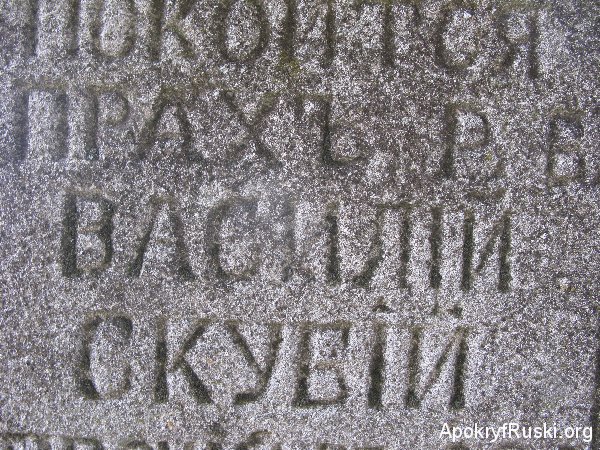 ПОКОИТСЯ
ПРАХЪ Р. Б.
ВАСИЛІЙ
СКУБІЙ
ApokryfRuski.org